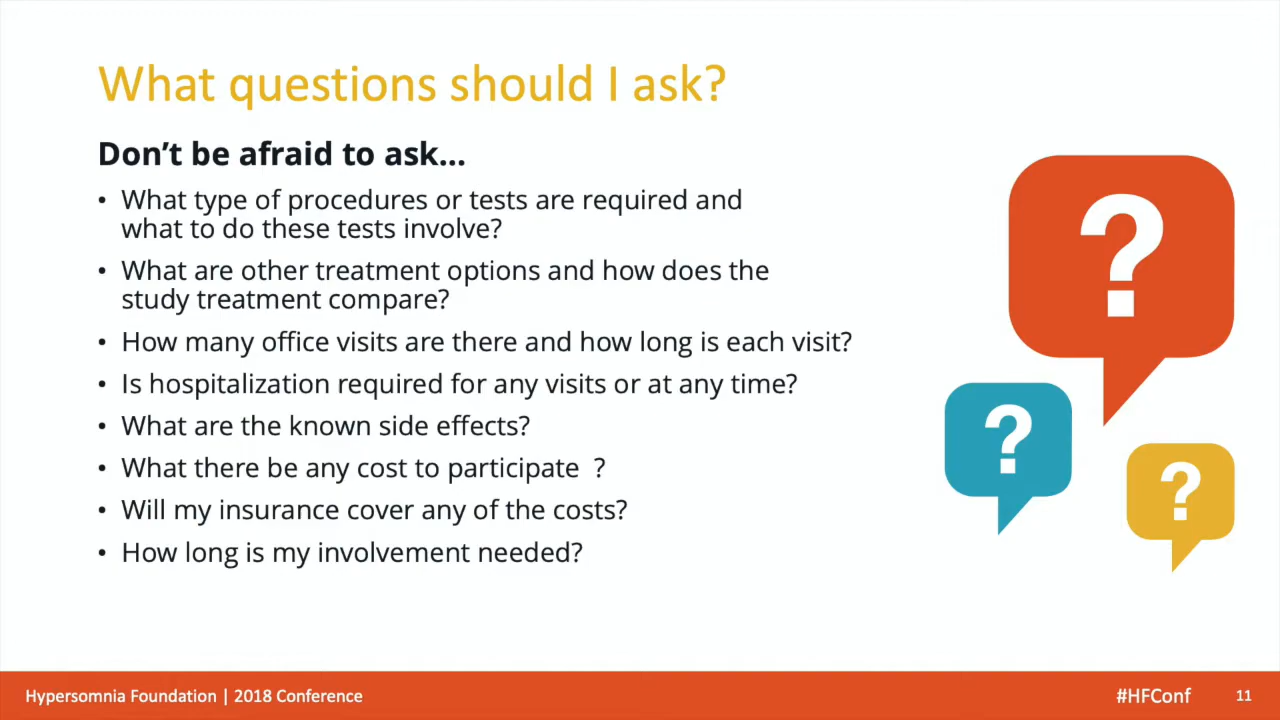 What questions should I ask?
Don't be afraid to ask...
• What type of procedures or tests are required and
what to do these tests involve?
• What are other treatment options and how does the
study treatment compare?
• How many office visits are there and how long is each visit?
• Is hospitalization required for any visits or at any time?
• What are the known side effects?
• What there be any cost to participate  ?
• Will my insurance cover any of the costs?
• How long is my involvement needed?
?
?
?
Hypersomnia Foundation | 2018 Conference
#HFConf
11